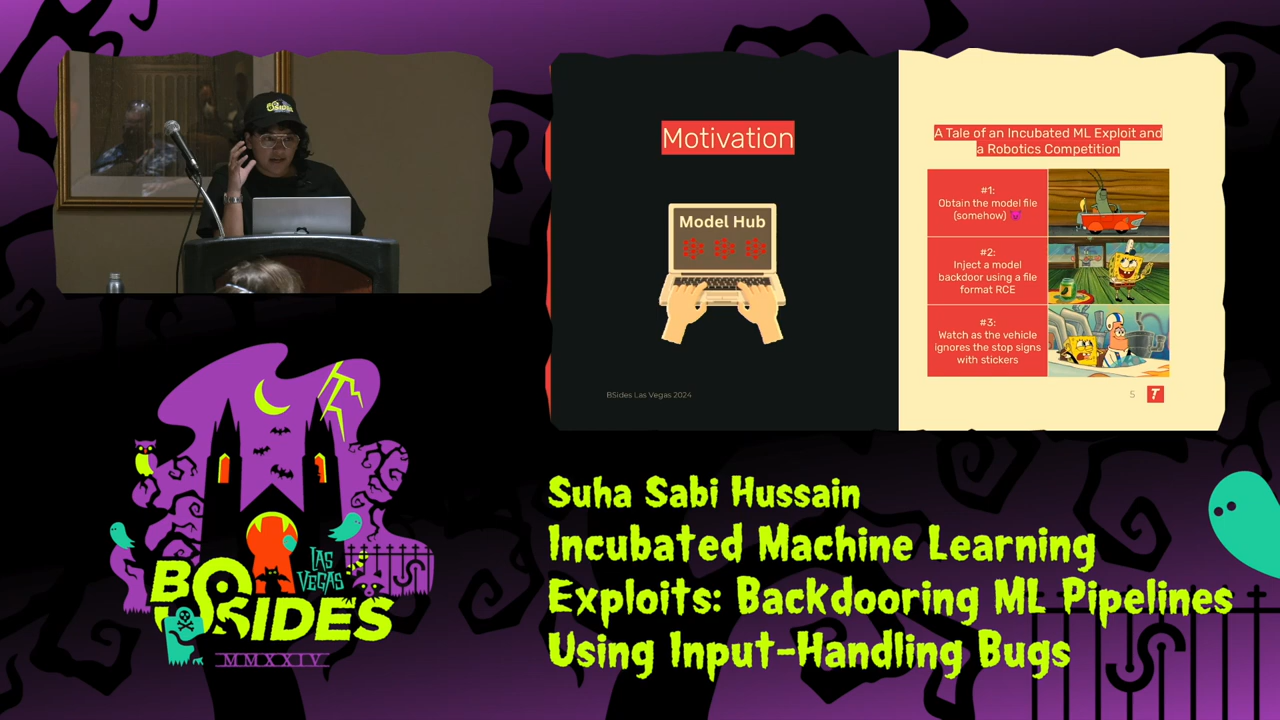 BSIDES
Motivation
Model Hub
BSides Las Vegas 2024
A Tale of an Incubated ML Exploit and
a Robotics Competition
#1:
Obtain the model file
(somehow) 😈
#2:
Inject a model
backdoor using a file
format RCE
#3:
Watch as the vehicle
ignores the stop signs
with stickers
5
T
LAS
VEGAS
BSIDES
MMXXIV
Suha Sabi Hussain
Incubated Machine Learning
Exploits: Backdooring ML Pipelines
Using Input-Handling Bugs